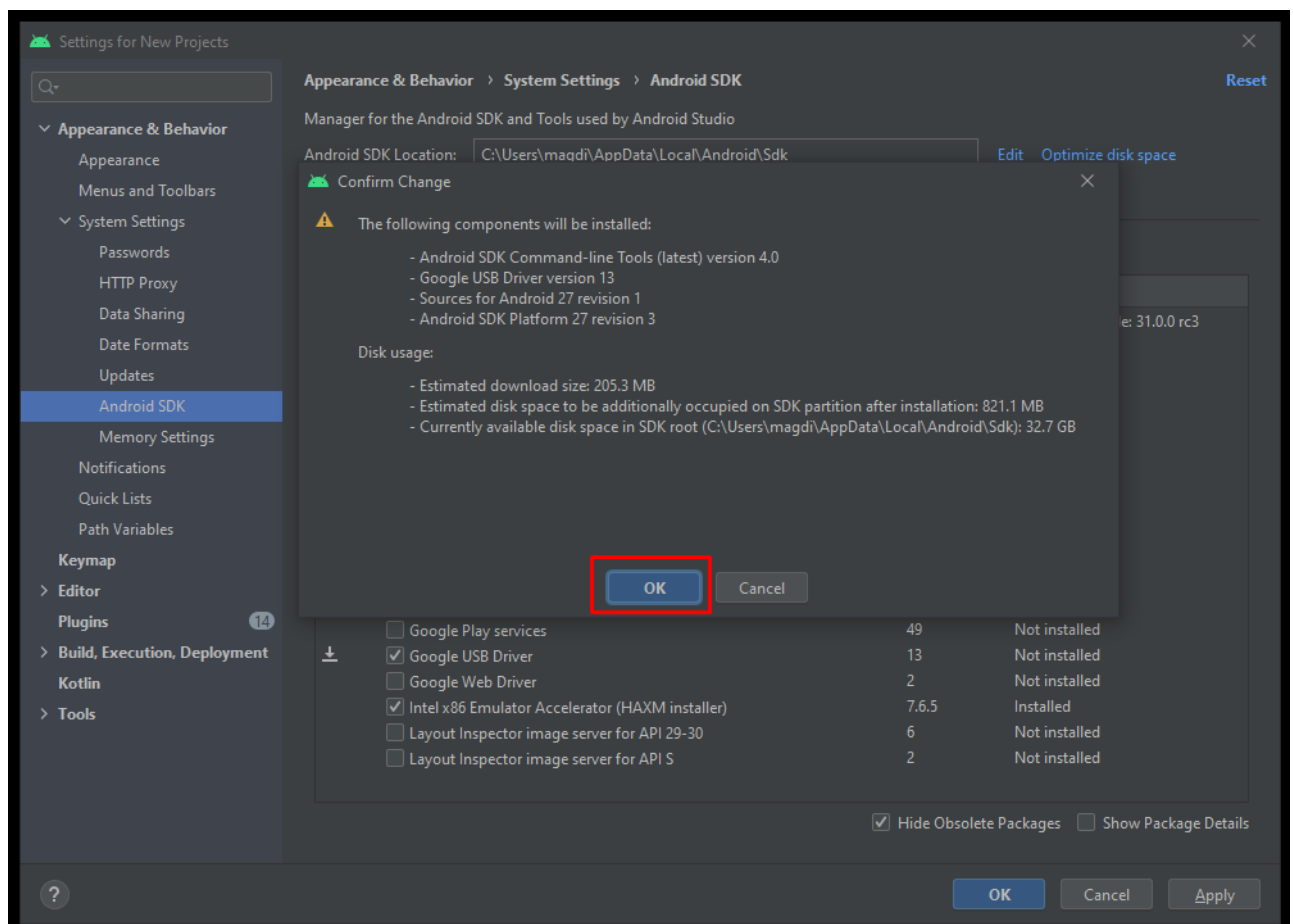 Settings for New Projects
Appearance & Behavior
Appearance
Menus and Toolbars
System Settings
Passwords
HTTP Proxy
Data Sharing
Date Formats
Updates
Android SDK
Memory Settings
Notifications
Quick Lists
Path Variables
Keymap
Editor
Plugins 14
Build, Execution, Deployment
Kotlin
Tools
Appearance & Behavior › System Settings › Android SDK Reset
Manager for the Android SDK and Tools used by Android Studio
Android SDK Location: C:\Users\magdi\AppData\Local\Android\Sdk Edit Optimize disk space
Confirm Change
The following components will be installed:
- Android SDK Command-line Tools (latest) version 4.0
- Google USB Driver version 13
- Sources for Android 27 revision 1
- Android SDK Platform 27 revision 3
Disk usage:
- Estimated download size: 205.3 MB
- Estimated disk space to be additionally occupied on SDK partition after installation: 821.1 MB
- Currently available disk space in SDK root (C:\Users\magdi\AppData\Local\Android\Sdk): 32.7 GB
OK Cancel
e: 31.0.0 rc3
Google Play services 49 Not installed
Google USB Driver 13 Not installed
Google Web Driver 2 Not installed
Intel x86 Emulator Accelerator (HAXM installer) 7.6.5 Installed
Layout Inspector image server for API 29-30 6 Not installed
Layout Inspector image server for API S 2 Not installed
Hide Obsolete Packages Show Package Details
? OK Cancel Apply